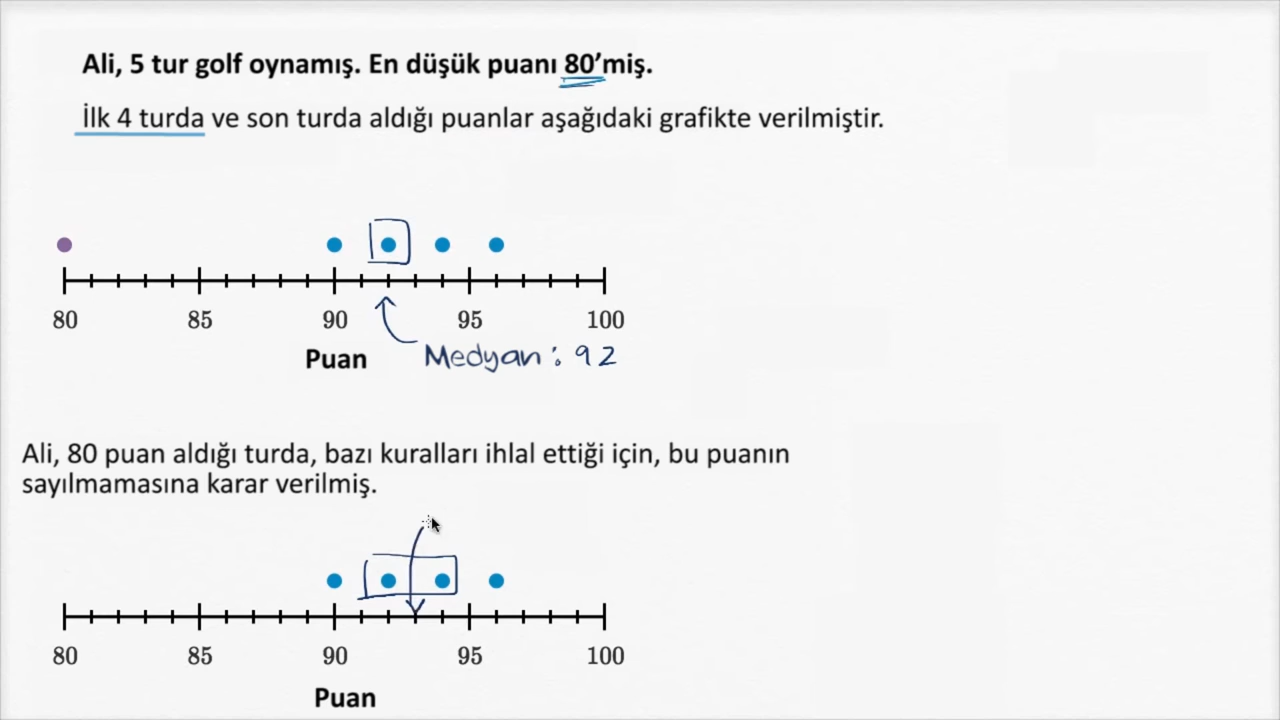 Ali, 5 tur golf oynamış. En düşük puanı 80’miş.
İlk 4 turda ve son turda aldığı puanlar aşağıdaki grafikte verilmiştir.
80 85 90 95 100
Puan
Medyan : 92
Ali, 80 puan aldığı turda, bazı kuralları ihlal ettiği için, bu puanın
sayılmamasına karar verilmiş.
80 85 90 95 100
Puan